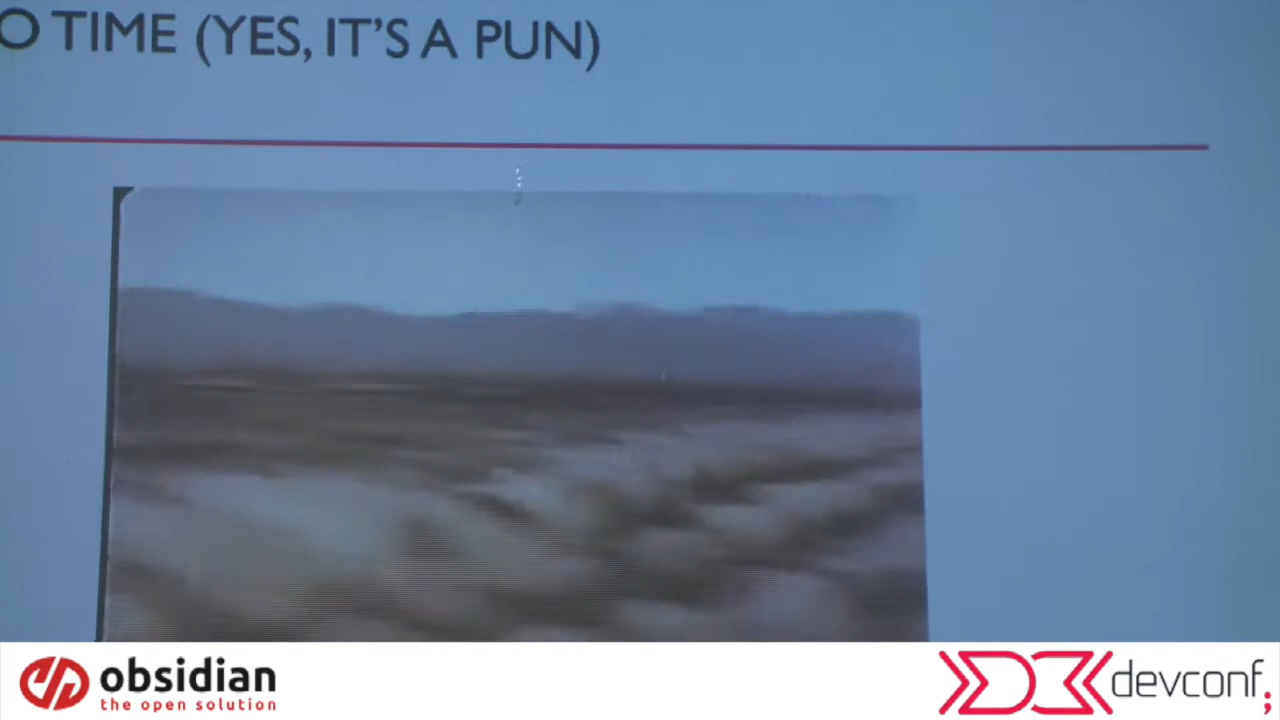 O TIME (YES, IT'S A PUN)
obsidian
the open solution
devconf;